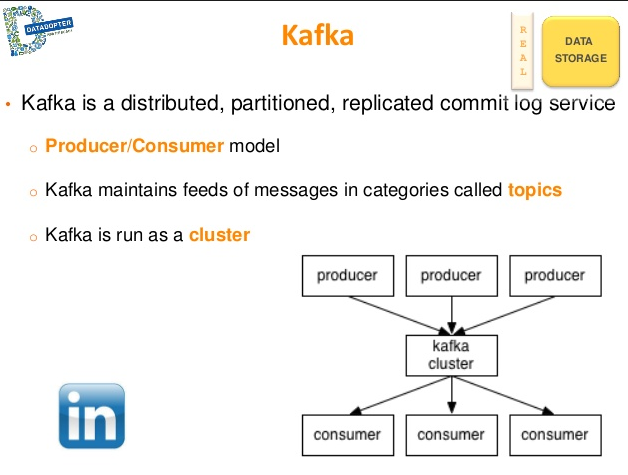 DATADOPTER
Kafka
REAL
DATA
STORAGE
• Kafka is a distributed, partitioned, replicated commit log service
o Producer/Consumer model
o Kafka maintains feeds of messages in categories called topics
o Kafka is run as a cluster
producer producer producer
kafka
cluster
consumer consumer consumer
in